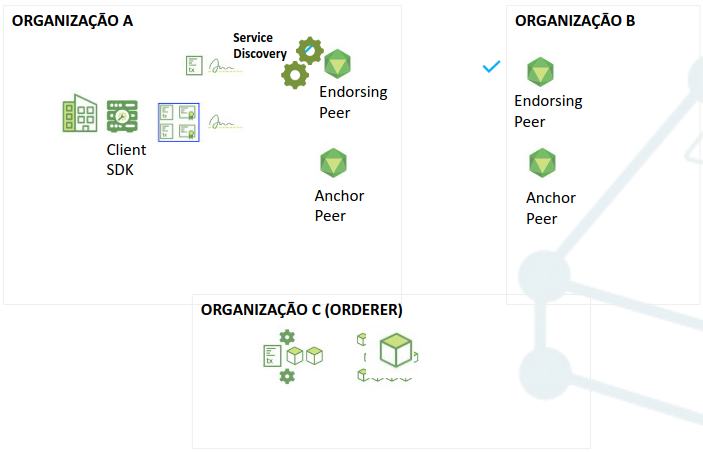 ORGANIZAÇÃO A
ORGANIZAÇÃO B
Service
Discovery
tx
Endorsing
Peer
Endorsing
Peer
Client
SDK
Anchor
Peer
Anchor
Peer
ORGANIZAÇÃO C (ORDERER)
tx